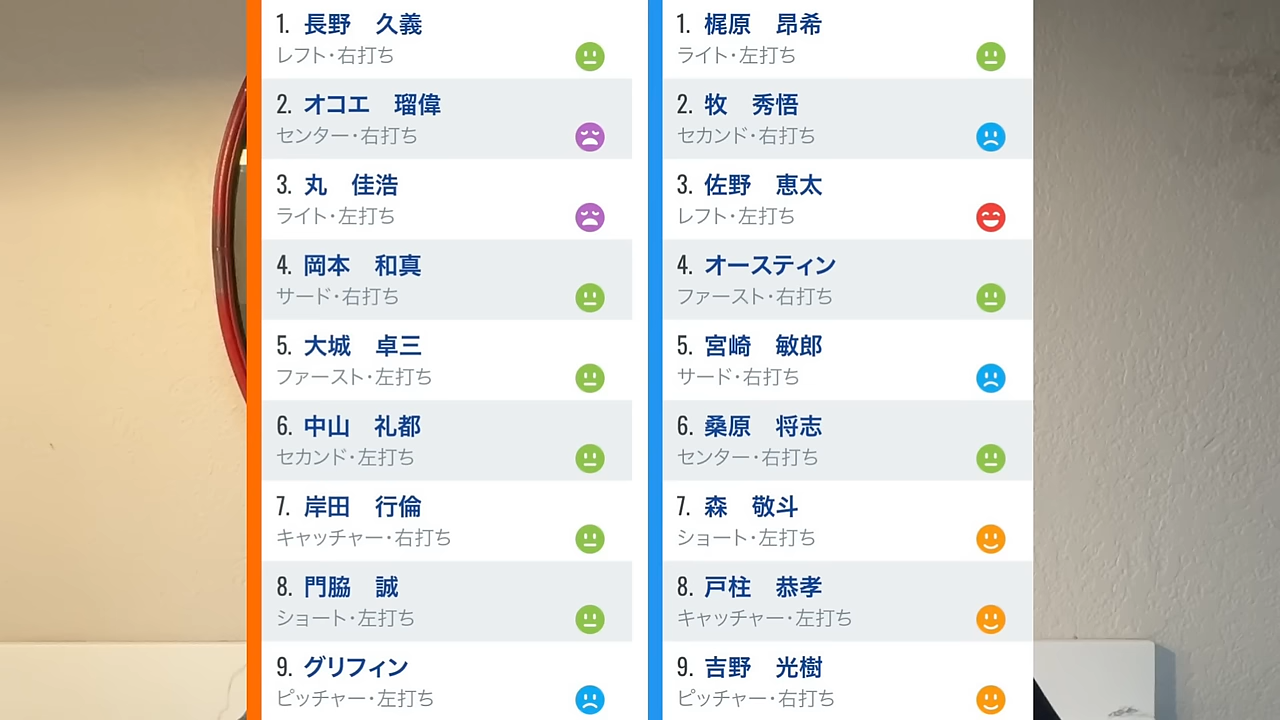 1. 長野 久義
レフト・右打ち
2. オコエ 瑠偉
センター・右打ち
3. 丸 佳浩
ライト・左打ち
4. 岡本 和真
サード・右打ち
5. 大城 卓三
ファースト・左打ち
6. 中山 礼都
セカンド・左打ち
7. 岸田 行倫
キャッチャー・右打ち
8. 門脇 誠
ショート・左打ち
9. グリフィン
ピッチャー・左打ち
1. 梶原 昂希
ライト・左打ち
2. 牧 秀悟
セカンド・右打ち
3. 佐野 恵太
レフト・左打ち
4. オースティン
ファースト・右打ち
5. 宮﨑 敏郎
サード・右打ち
6. 桑原 将志
センター・右打ち
7. 森 敬斗
ショート・左打ち
8. 戸柱 恭孝
キャッチャー・左打ち
9. 吉野 光樹
ピッチャー・右打ち